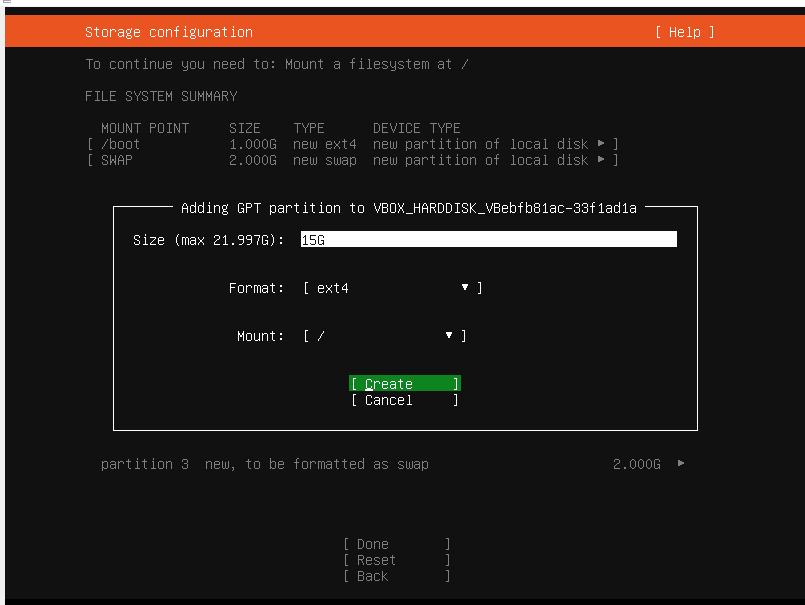 Storage configuration [ Help ]
To continue you need to: Mount a filesystem at /
FILE SYSTEM SUMMARY
MOUNT POINT SIZE TYPE DEVICE TYPE
[ /boot 1.000G new ext4 new partition of local disk ▸ ]
[ SWAP 2.000G new swap new partition of local disk ▸ ]
Adding GPT partition to VBOX_HARDDISK_VBebfb81ac-33f1ad1a
Size (max 21.997G): 15G
Format: [ ext4 ▾ ]
Mount: [ / ▾ ]
[ Create ]
[ Cancel ]
partition 3 new, to be formatted as swap 2.000G ▸
[ Done ]
[ Reset ]
[ Back ]